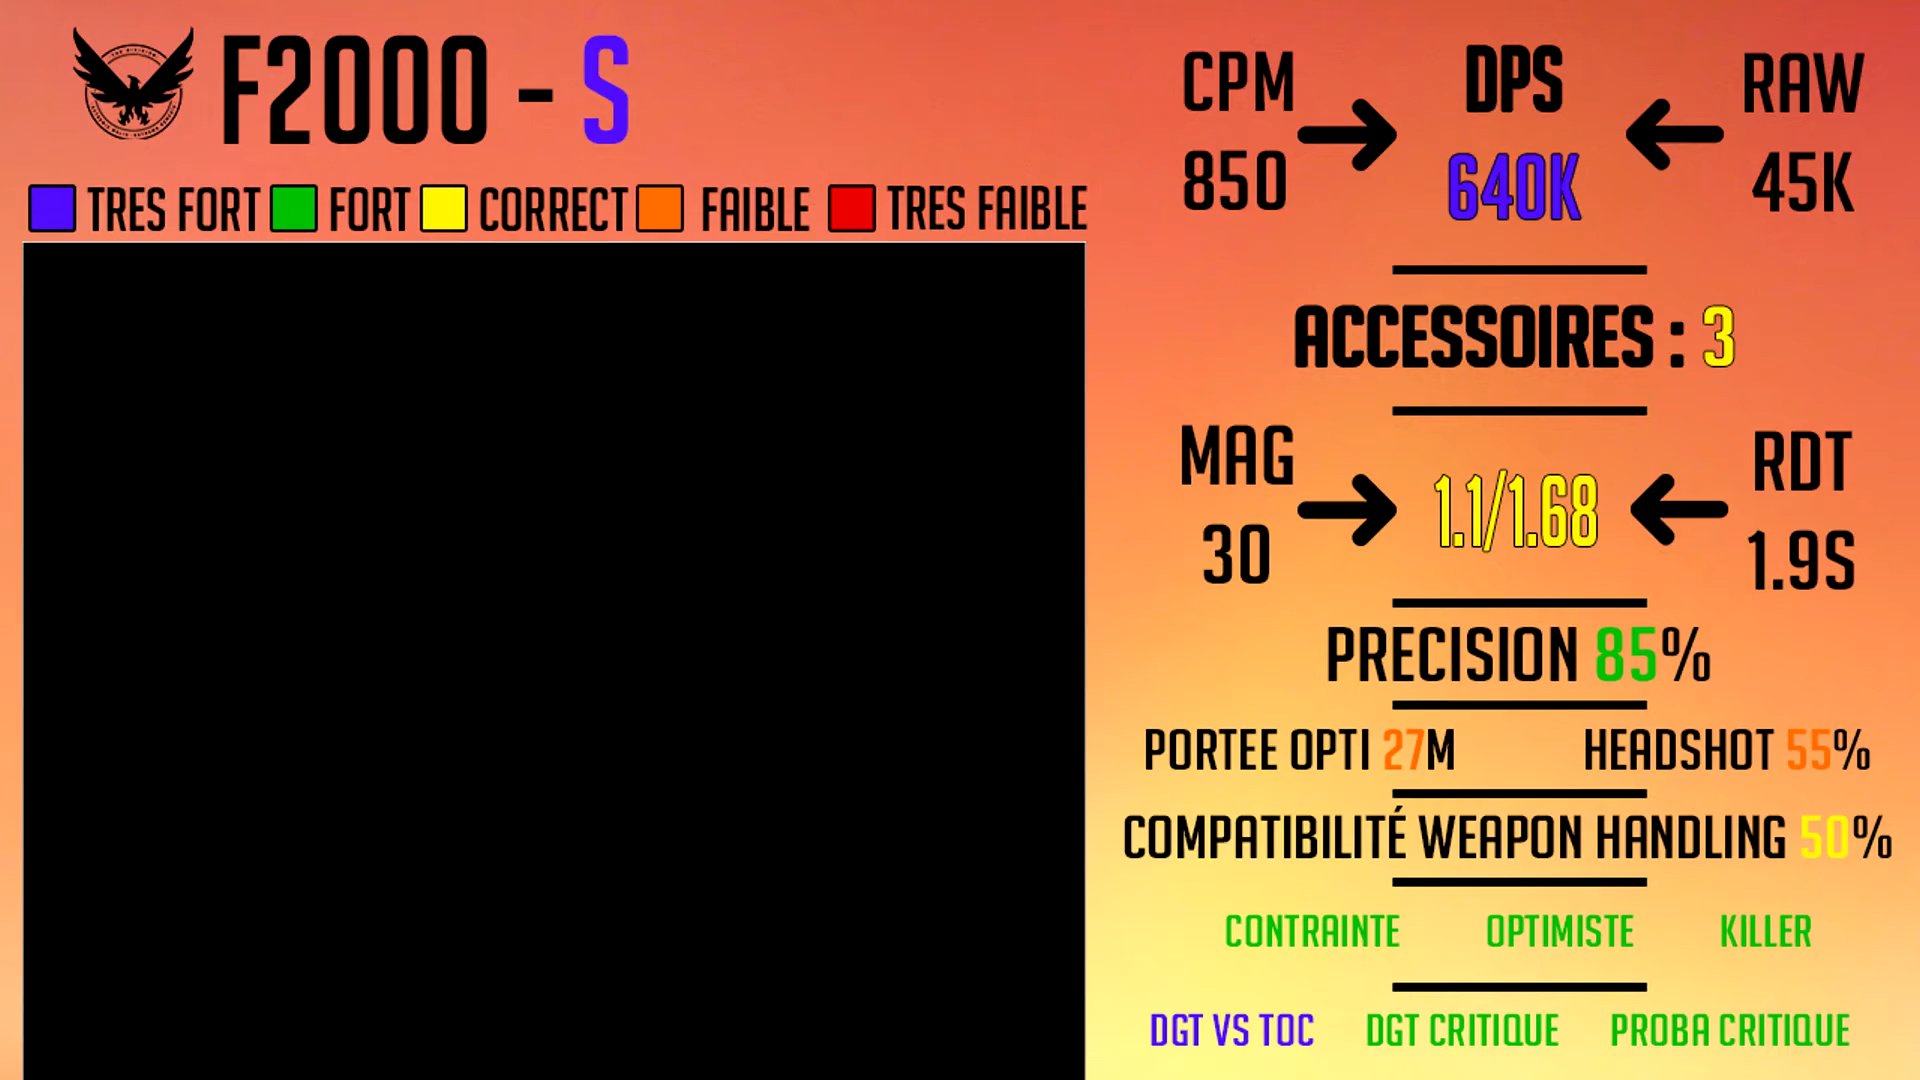 F2000 - S
TRES FORT FORT CORRECT FAIBLE TRES FAIBLE
CPM DPS RAW
850 640K 45K
ACCESSOIRES : 3
MAG 1.1/1.68 RDT
30 1.9S
PRECISION 85%
PORTEE OPTI 27M HEADSHOT 55%
COMPATIBILITÉ WEAPON HANDLING 50%
CONTRAINTE OPTIMISTE KILLER
DGT VS TOC DGT CRITIQUE PROBA CRITIQUE